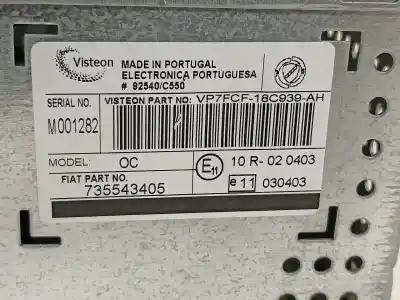 Visteon
MADE IN PORTUGAL
ELECTRONICA PORTUGUESA
# 92540/C550
SERIAL NO.
VISTEON PART NO: VP7FCF-18C939-AH
M001282
MODEL: OC
E11 10 R- 02 0403
FIAT PART NO.
735543405
e 11 030403